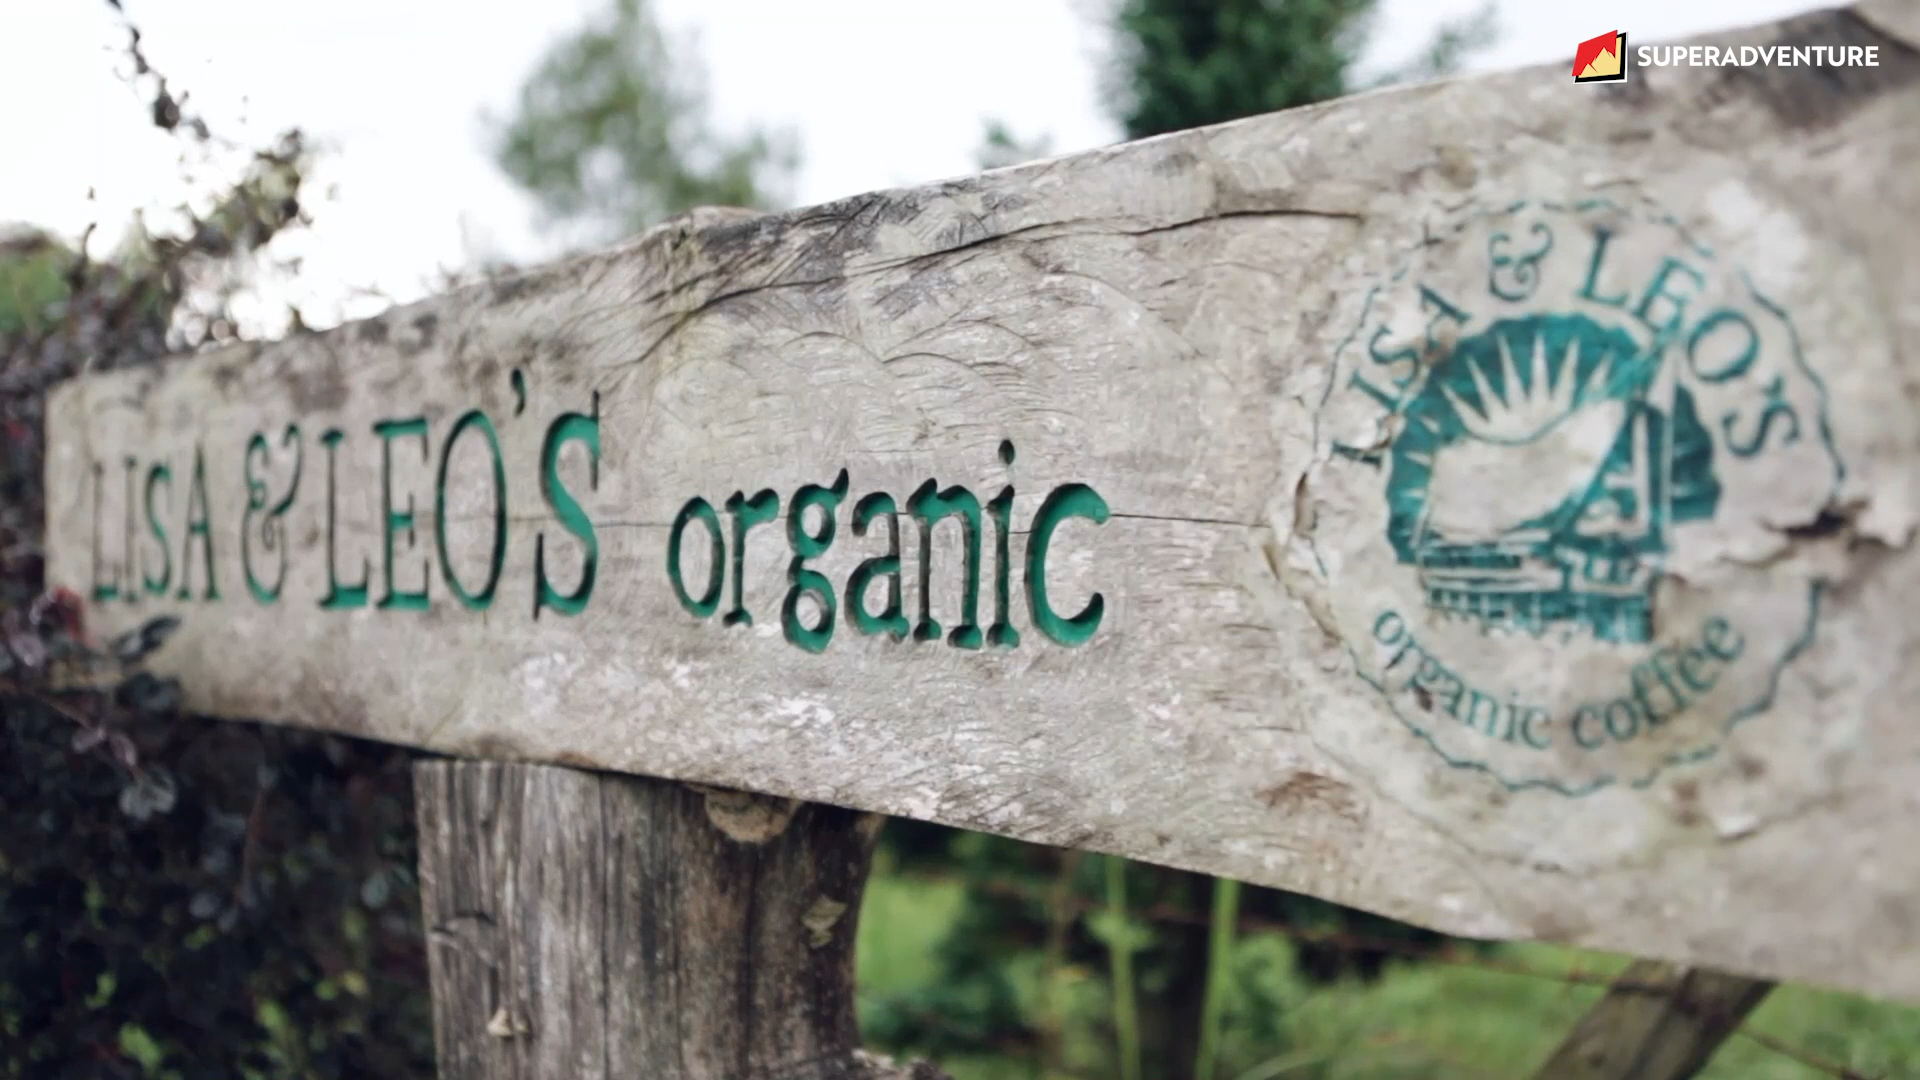 SUPERADVENTURE
LISA & LEO'S organic
LISA & LEO'S
organic coffee